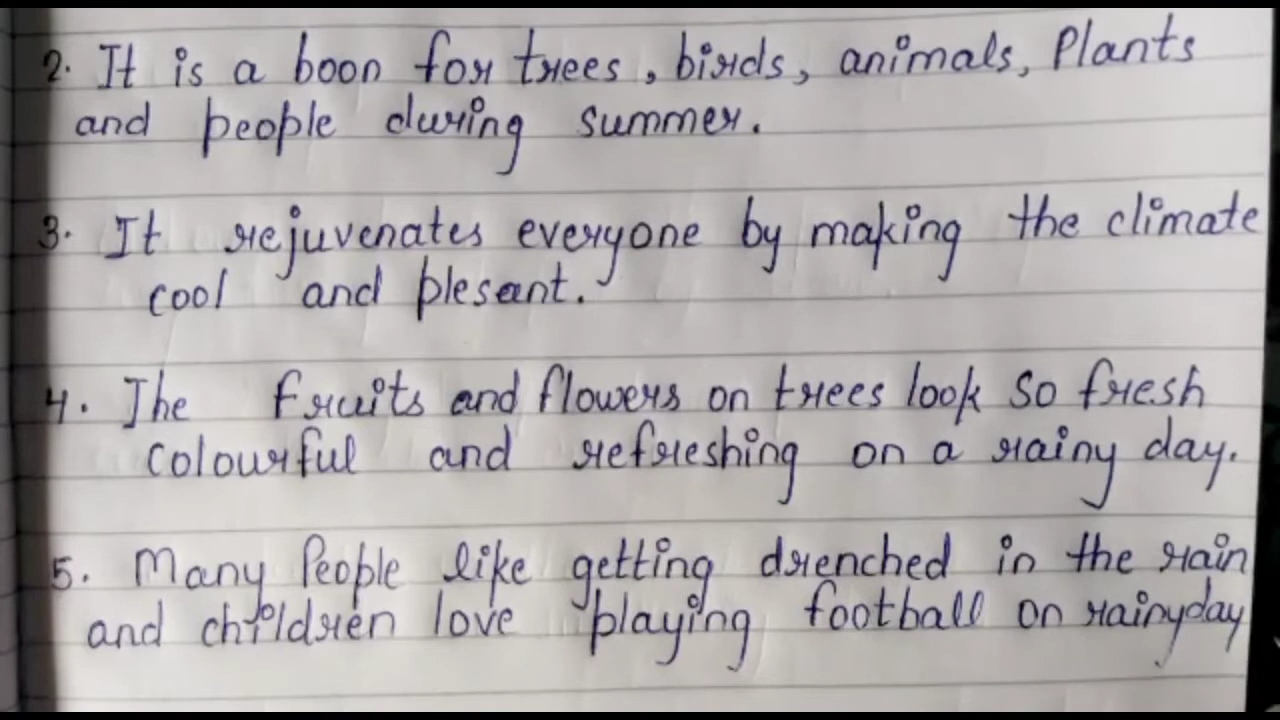 2. It is a boon for trees, birds, animals, Plants
and people during summer.
3. It rejuvenates everyone by making the climate
cool and plesant.
4. The fruits and flowers on trees look so fresh
colourful and refreshing on a rainy day.
5. Many People like getting drenched in the rain
and children love playing football on rainyday